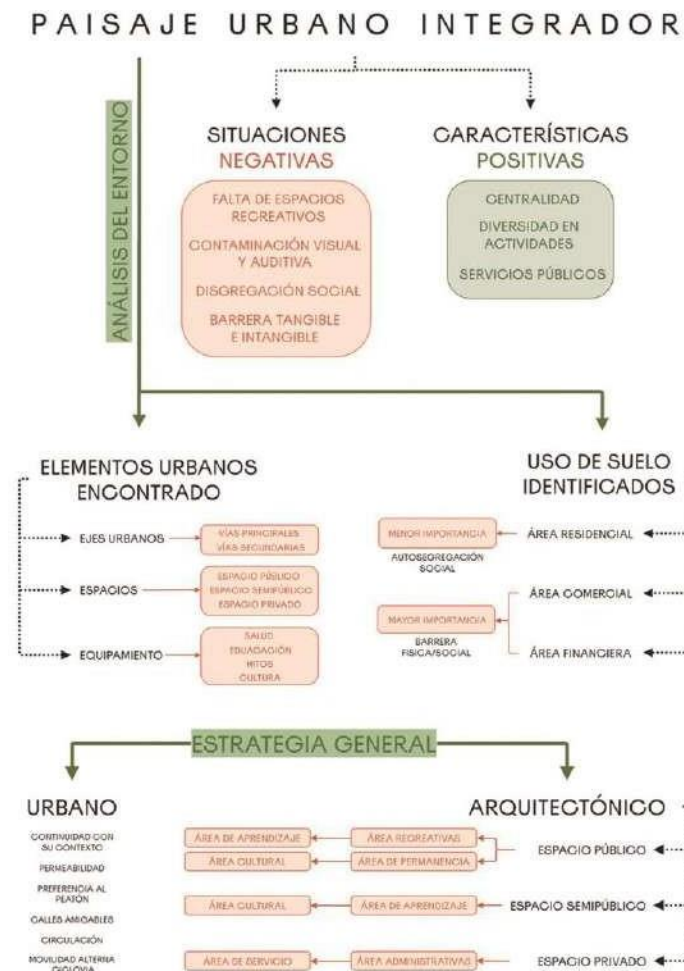 PAISAJE URBANO INTEGRADOR
ANÁLISIS DEL ENTORNO
SITUACIONES
NEGATIVAS
FALTA DE ESPACIOS
RECREATIVOS
CONTAMINACIÓN VISUAL
Y AUDITIVA
DISGREGACIÓN SOCIAL
BARRERA TANGIBLE
E INTANGIBLE
CARACTERÍSTICAS
POSITIVAS
CENTRALIDAD
DIVERSIDAD EN
ACTIVIDADES
SERVICIOS PÚBLICOS
ELEMENTOS URBANOS
ENCONTRADO
EJES URBANOS
VÍAS PRINCIPALES
VÍAS SECUNDARIAS
ESPACIOS
ESPACIO PÚBLICO
ESPACIO SEMIPÚBLICO
ESPACIO PRIVADO
EQUIPAMIENTO
SALUD
EDUACACIÓN
HITOS
CULTURA
USO DE SUELO
IDENTIFICADOS
MENOR IMPORTANCIA
ÁREA RESIDENCIAL
AUTOSEGREGACIÓN
SOCIAL
ÁREA COMERCIAL
MAYOR IMPORTANCIA
BARRERA
FISICA/SOCIAL
ÁREA FINANCIERA
ESTRATEGIA GENERAL
URBANO
CONTINUIDAD CON
SU CONTEXTO
PERMEABILIDAD
PREFERENCIA AL
PEATÓN
CALLES AMIGABLES
CIRCULACIÓN
MOVILIDAD ALTERNA
CICLOVIA
ARQUITECTÓNICO
ÁREA DE APRENDIZAJE
ÁREA RECREATIVAS
ÁREA CULTURAL
ÁREA DE PERMANENCIA
ESPACIO PÚBLICO
ÁREA CULTURAL
ÁREA DE APRENDIZAJE
ESPACIO SEMIPÚBLICO
ÁREA DE SERVICIO
ÁREA ADMINISTRATIVAS
ESPACIO PRIVADO